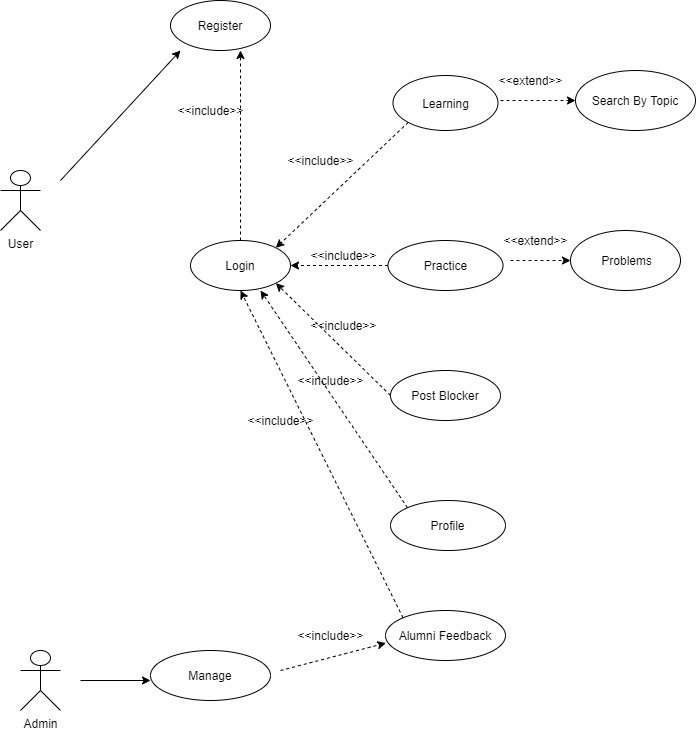 Register
<<include>>
Learning
<<extend>>
Search By Topic
<<include>>
User
Login
<<include>>
Practice
<<extend>>
Problems
<<include>>
Post Blocker
<<include>>
<<include>>
Profile
Alumni Feedback
<<include>>
Manage
Admin